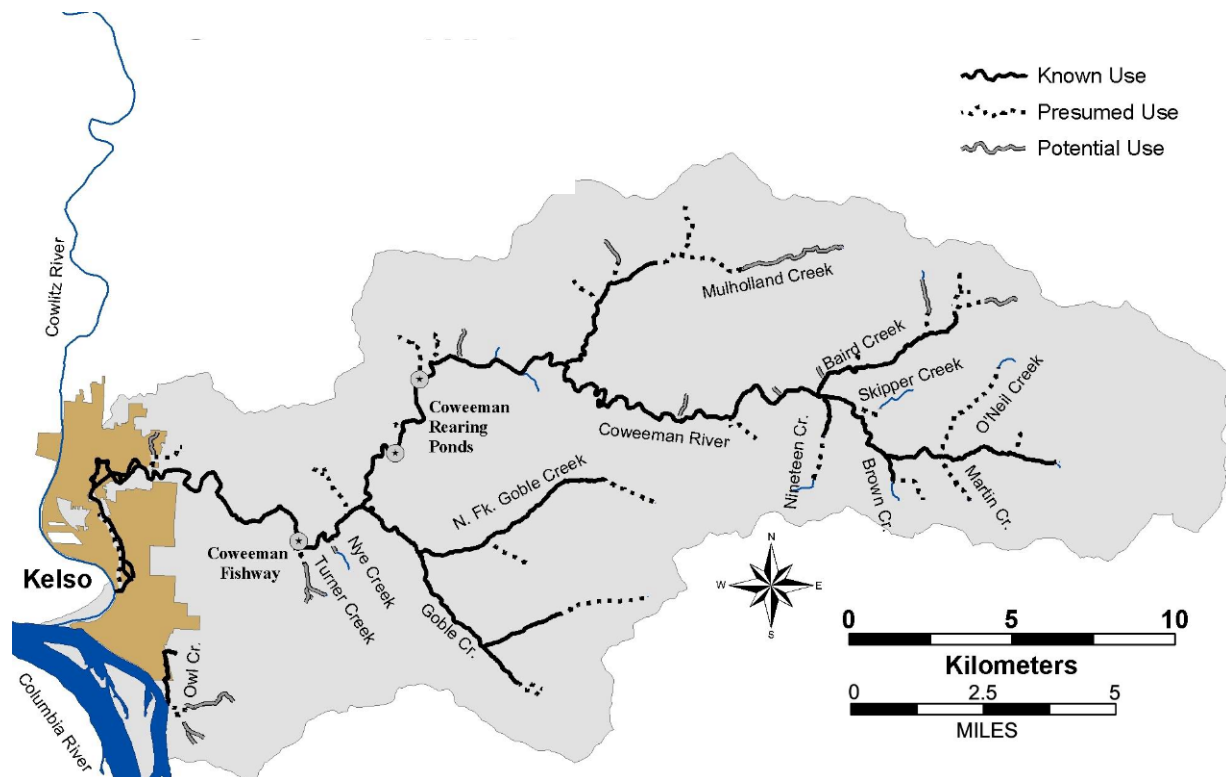 Known Use
Presumed Use
Potential Use
Cowlitz River
Mulholland Creek
Baird Creek
Skipper Creek
O'Neil Creek
Coweeman
Rearing
Ponds
Coweeman River
Nineteen Cr.
Brown Cr.
Martin Cr.
N. Fk. Goble Creek
Coweeman
Fishway
Nye Creek
Turner Creek
Goble Cr.
Kelso
Owl Cr.
Columbia River
N
W
E
S
0 5 10
Kilometers
0 2.5 5
MILES